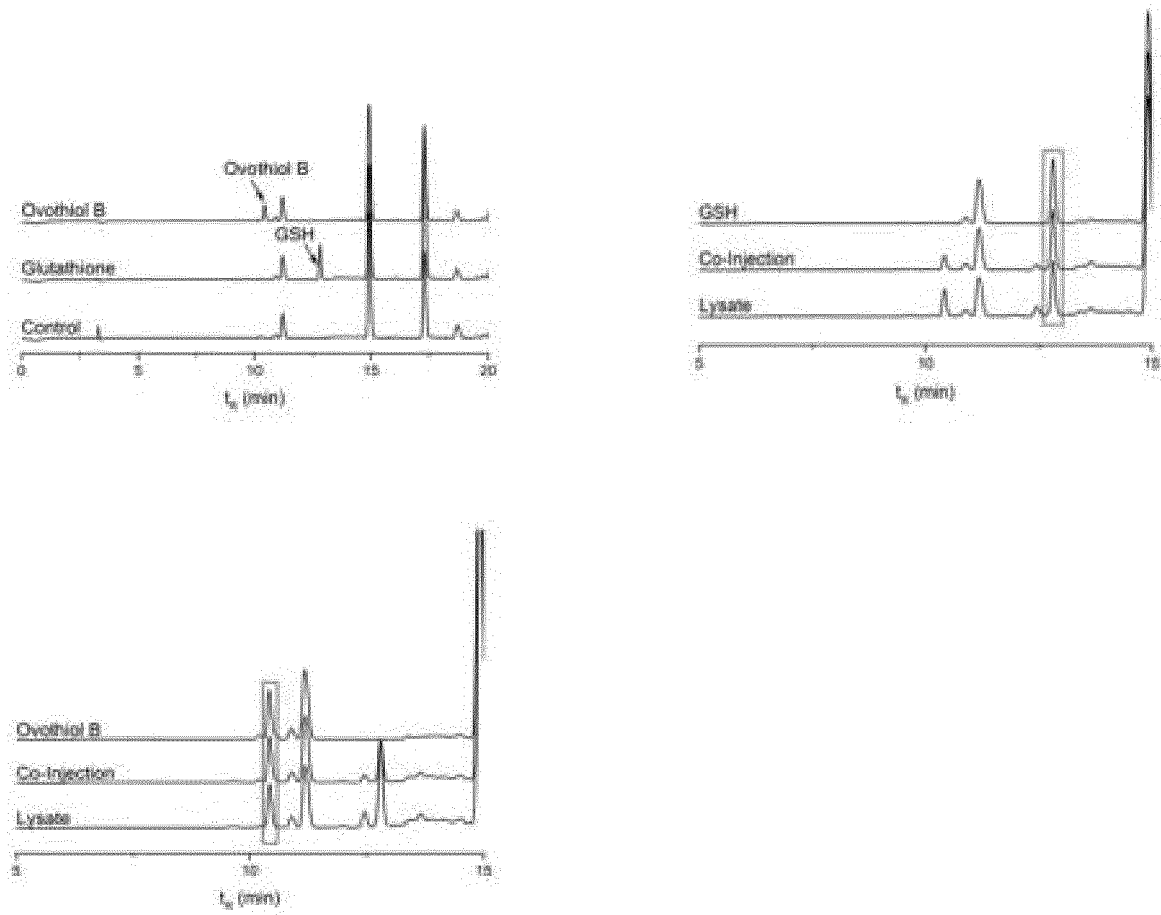 Ovothiol B
Ovothiol B
GSH
Glutathione
Control
0 5 10 15 20
tR (min)
GSH
Co-Injection
Lysate
5 10 15
tR (min)
Ovothiol B
Co-Injection
Lysate
5 10 15
tR (min)